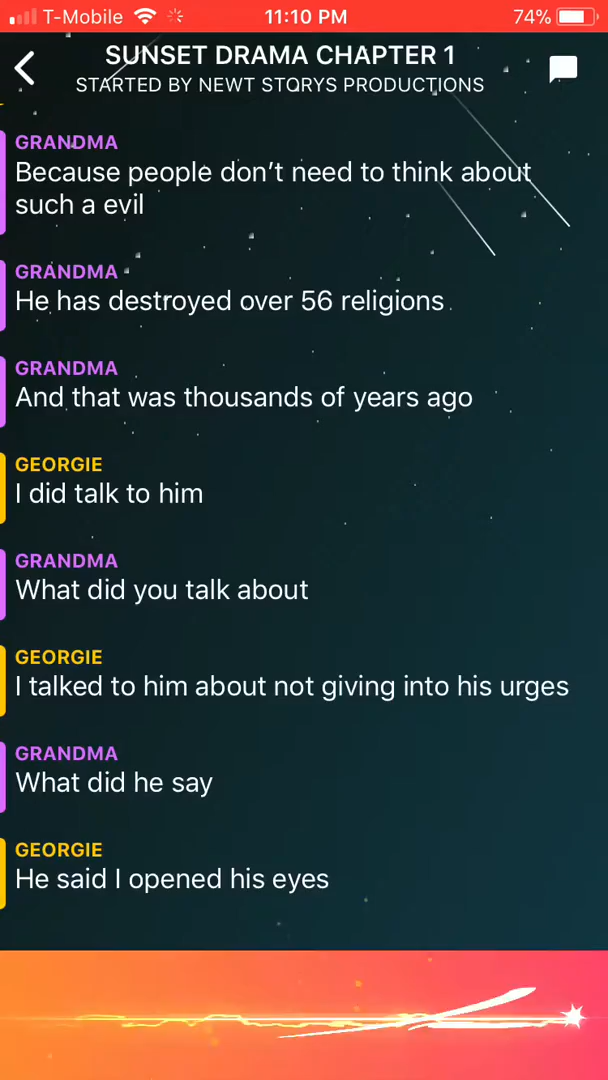 T-Mobile 11:10 PM 74%
SUNSET DRAMA CHAPTER 1
STARTED BY NEWT STORYS PRODUCTIONS
GRANDMA
Because people don’t need to think about
such a evil
GRANDMA
He has destroyed over 56 religions
GRANDMA
And that was thousands of years ago
GEORGIE
I did talk to him
GRANDMA
What did you talk about
GEORGIE
I talked to him about not giving into his urges
GRANDMA
What did he say
GEORGIE
He said I opened his eyes